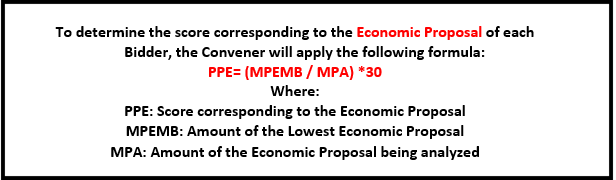 To determine the score corresponding to the Economic Proposal of each
Bidder, the Convener will apply the following formula:
PPE= (MPEMB / MPA) *30
Where:
PPE: Score corresponding to the Economic Proposal
MPEMB: Amount of the Lowest Economic Proposal
MPA: Amount of the Economic Proposal being analyzed